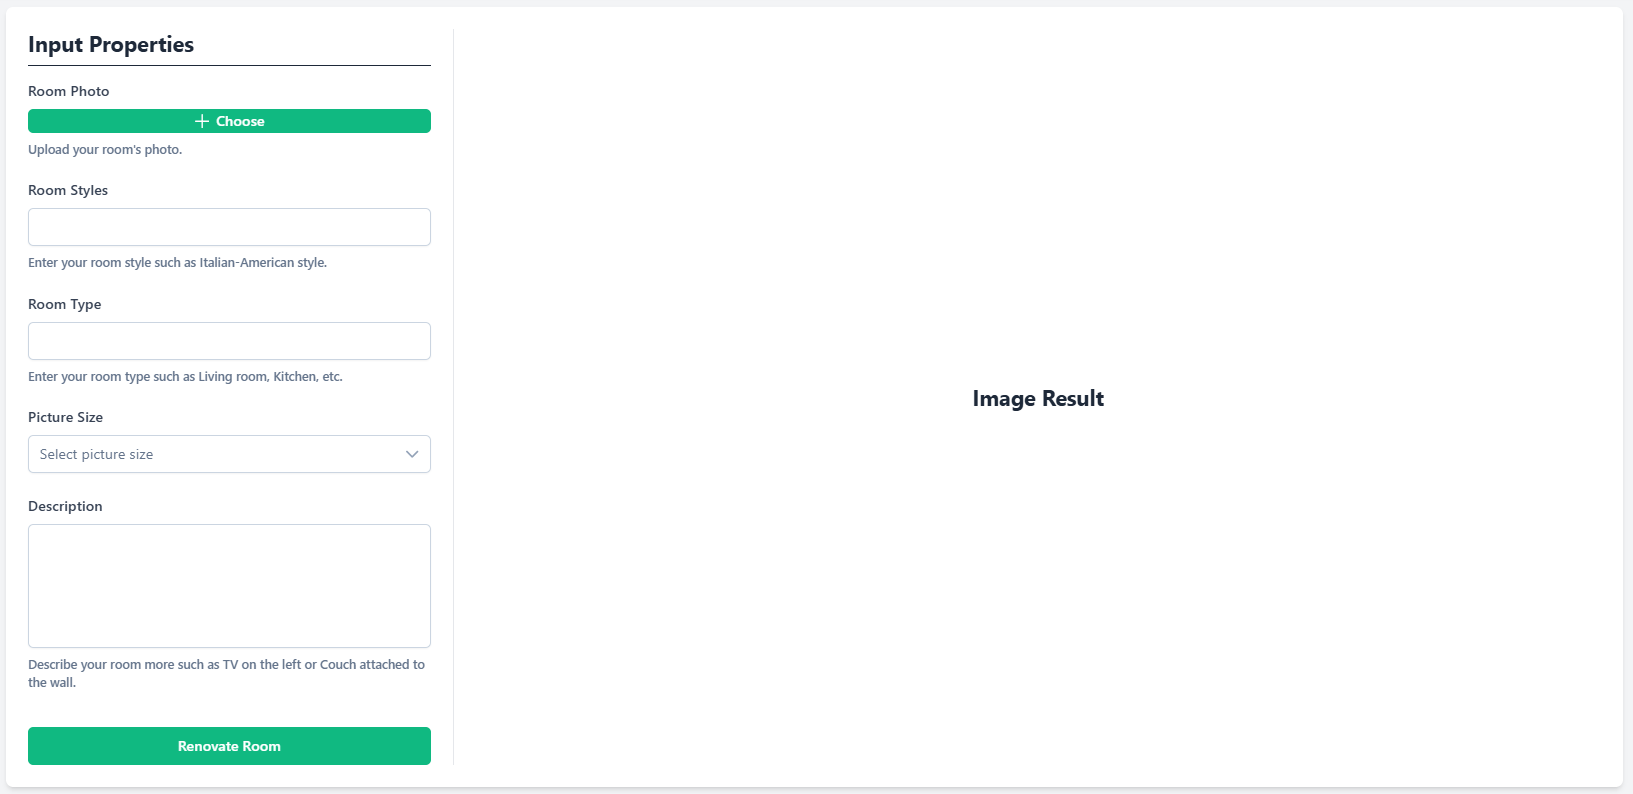 Input Properties
Room Photo
Choose
Upload your room's photo.
Room Styles
Enter your room style such as Italian-American style.
Room Type
Enter your room type such as Living room, Kitchen, etc.
Picture Size
Select picture size
Description
Describe your room more such as TV on the left or Couch attached to
the wall.
Renovate Room
Image Result